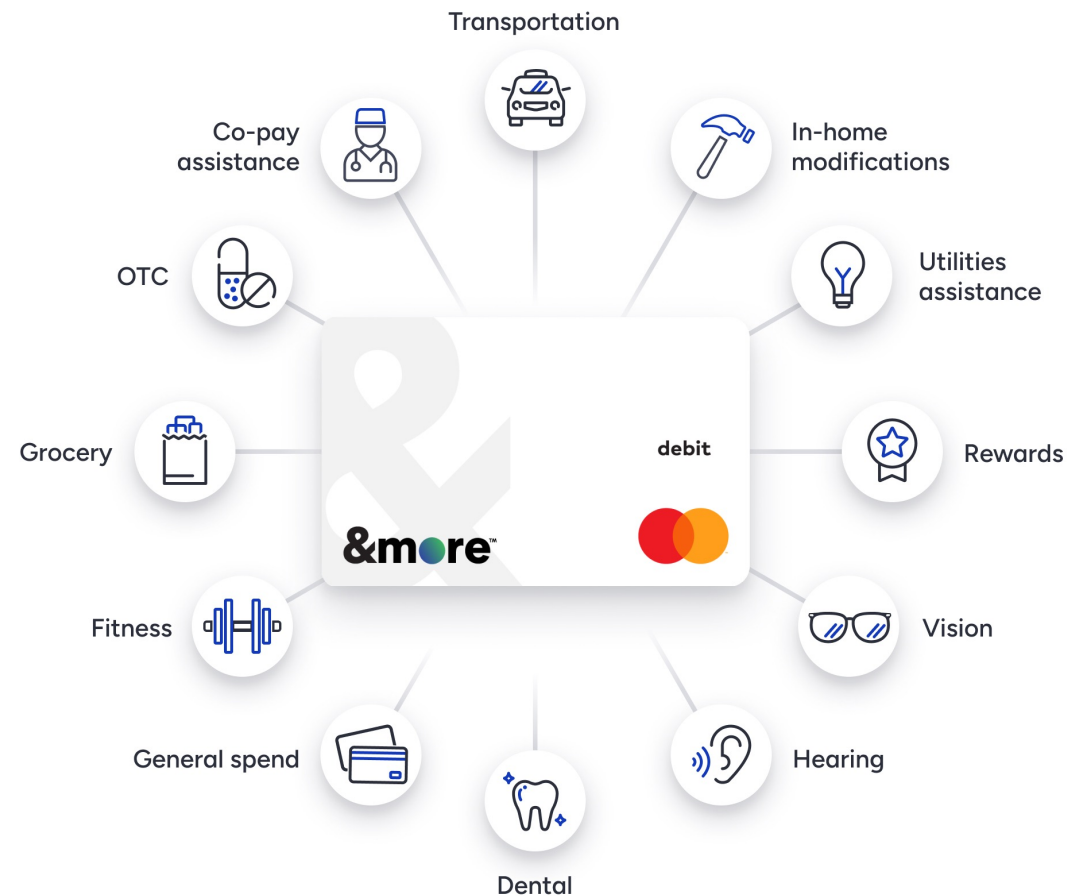 Transportation
Co-pay
assistance
In-home
modifications
OTC
Utilities
assistance
Grocery
debit
Rewards
&more™
Fitness
Vision
General spend
Hearing
Dental